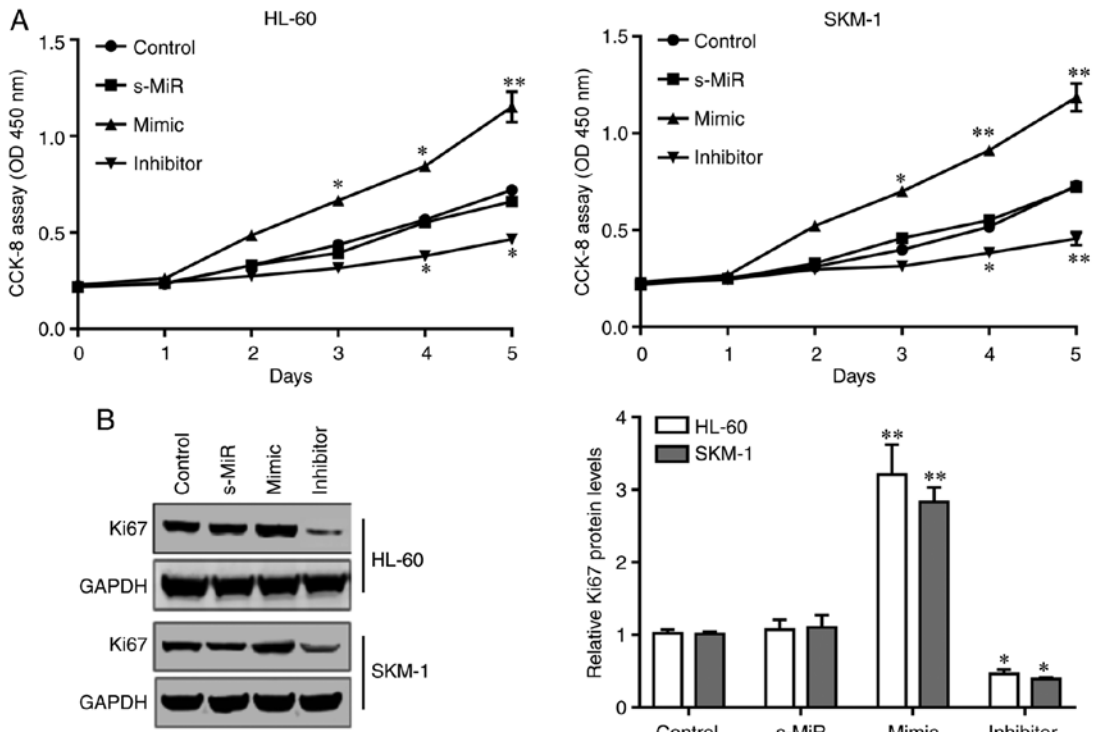 A
HL-60
SKM-1
CCK-8 assay (OD 450 nm)
1.5
1.0
0.5
0.0
Control
s-MiR
Mimic
Inhibitor
*
*
**
*
*
0
1
2
3
4
5
Days
CCK-8 assay (OD 450 nm)
1.5
1.0
0.5
0.0
Control
s-MiR
Mimic
Inhibitor
*
**
**
*
**
0
1
2
3
4
5
Days
B
Control
s-MiR
Mimic
Inhibitor
Ki67
GAPDH
HL-60
Ki67
GAPDH
SKM-1
Relative Ki67 protein levels
4
3
2
1
0
HL-60
SKM-1
**
**
*
*
Control
s-MiR
Mimic
Inhibitor